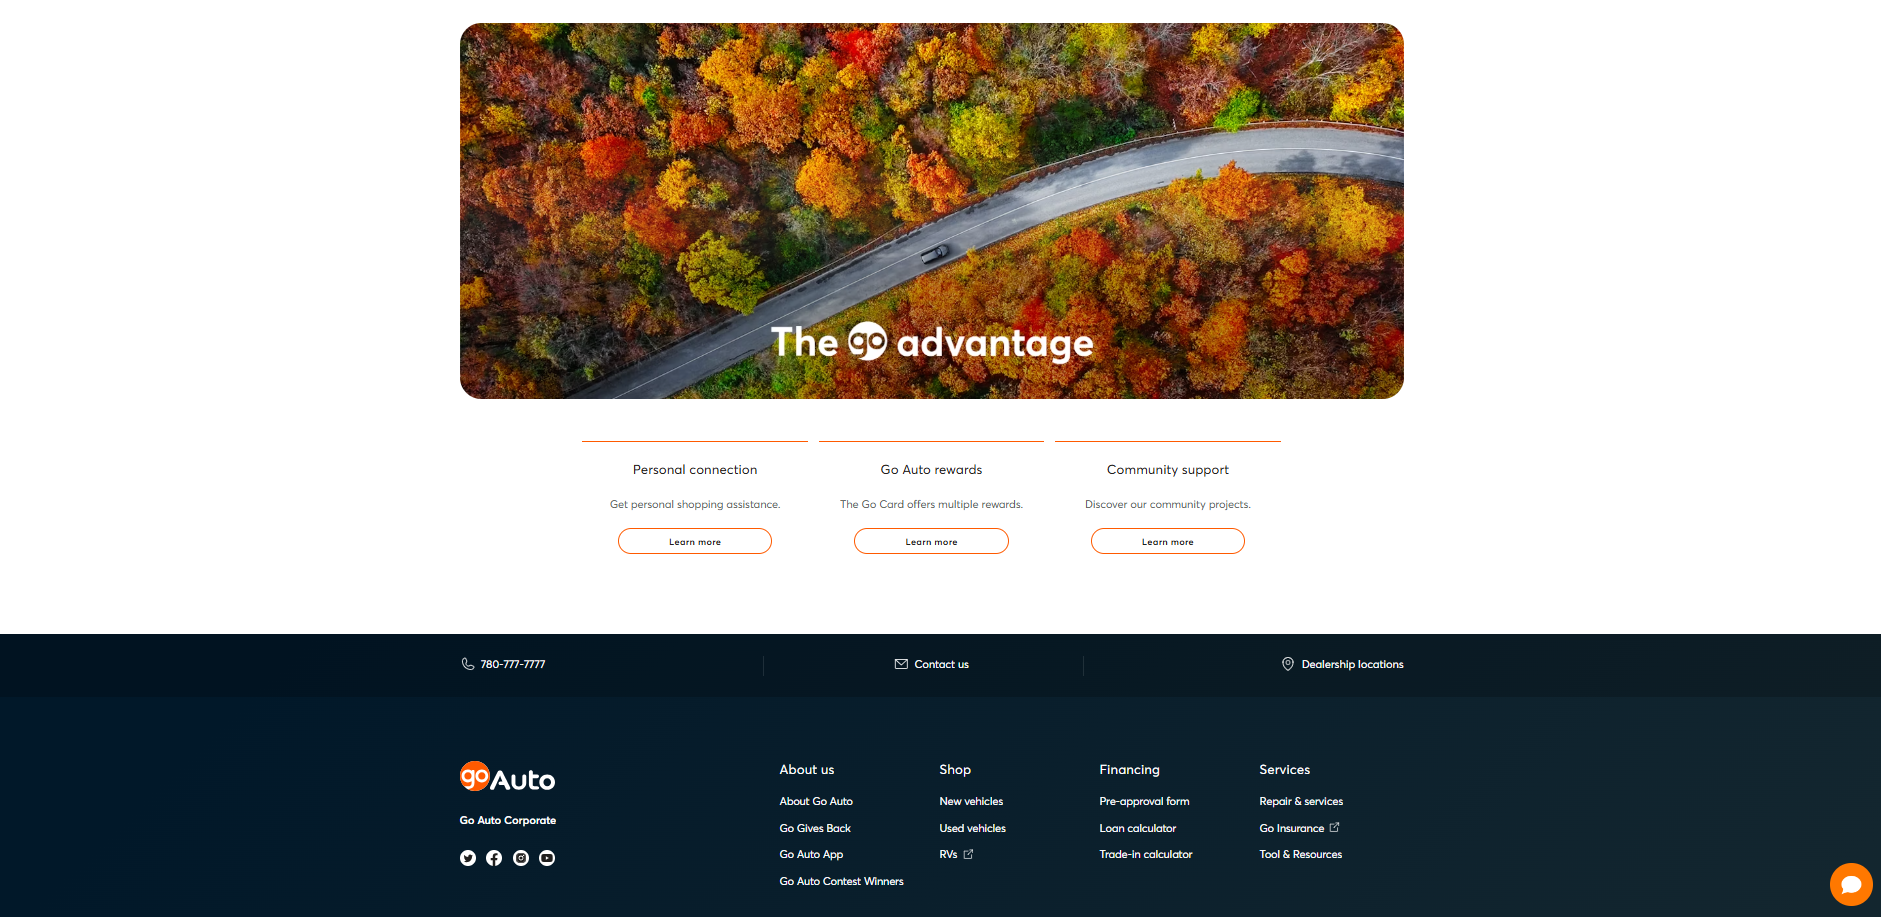 The go advantage
Personal connection
Get personal shopping assistance.
Learn more
Go Auto rewards
The Go Card offers multiple rewards.
Learn more
Community support
Discover our community projects.
Learn more
780-777-7777
Contact us
Dealership locations
go Auto
Go Auto Corporate
About us
About Go Auto
Go Gives Back
Go Auto App
Go Auto Contest Winners
Shop
New vehicles
Used vehicles
RVs
Financing
Pre-approval form
Loan calculator
Trade-in calculator
Services
Repair & services
Go Insurance
Tool & Resources